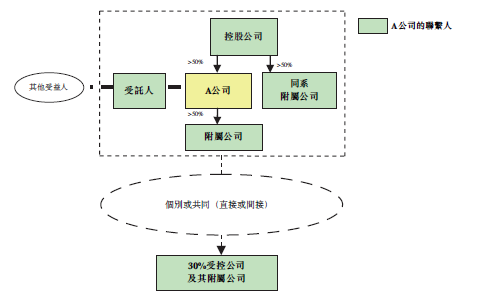 控股公司
A公司的聯繫人
>50%
>50%
其他受益人
受託人
A公司
同系
附屬公司
>50%
附屬公司
個別或共同（直接或間接）
30%受控公司
及其附屬公司